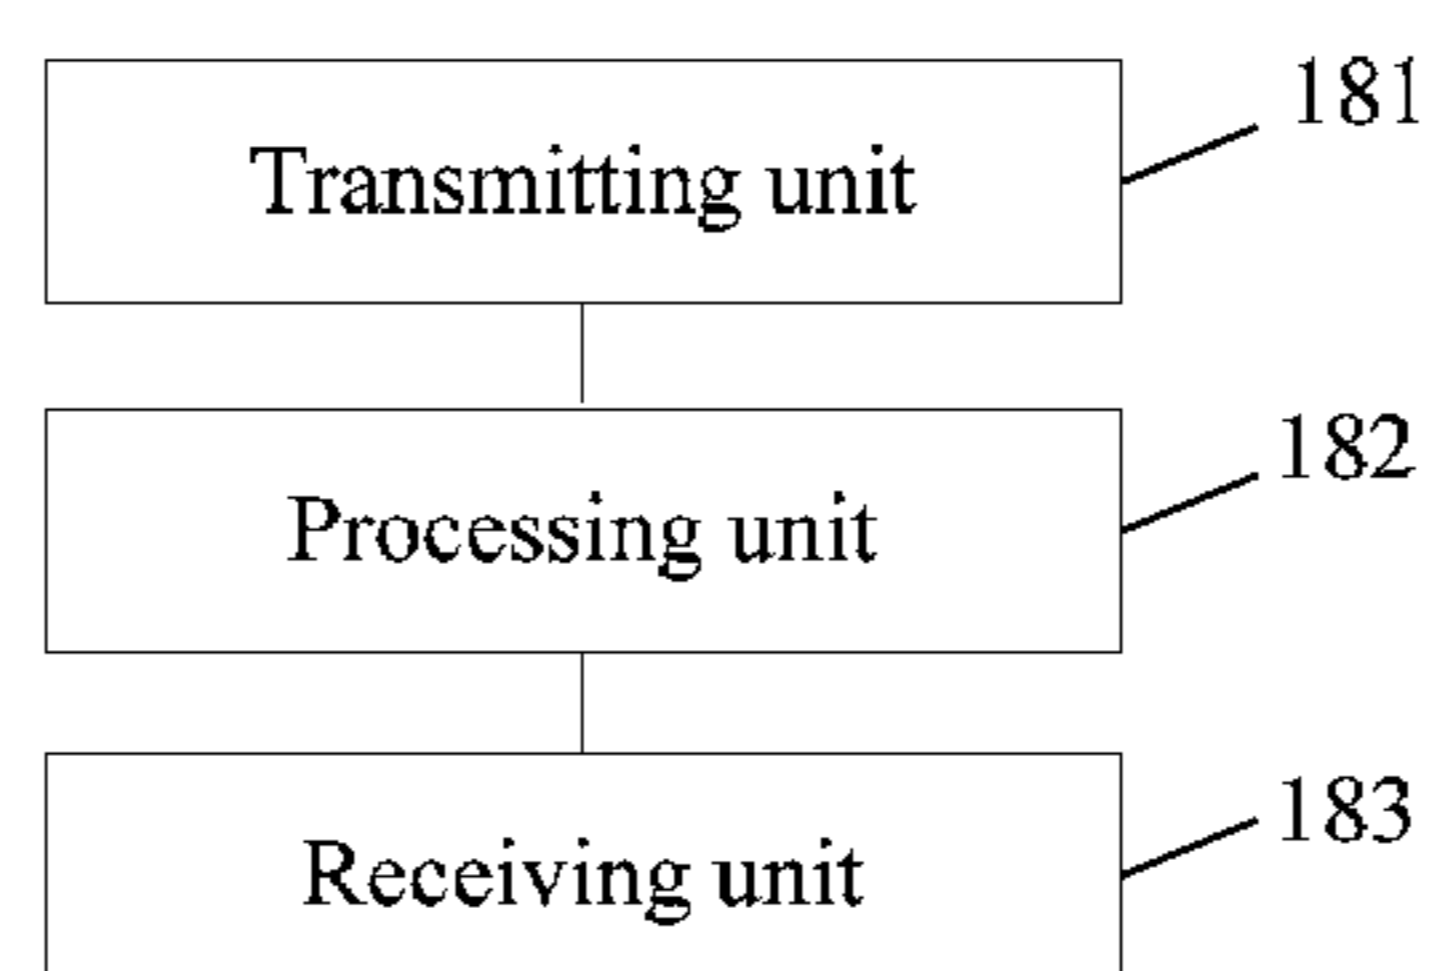 Transmitting unit
181
Processing unit
182
Receiving unit
183